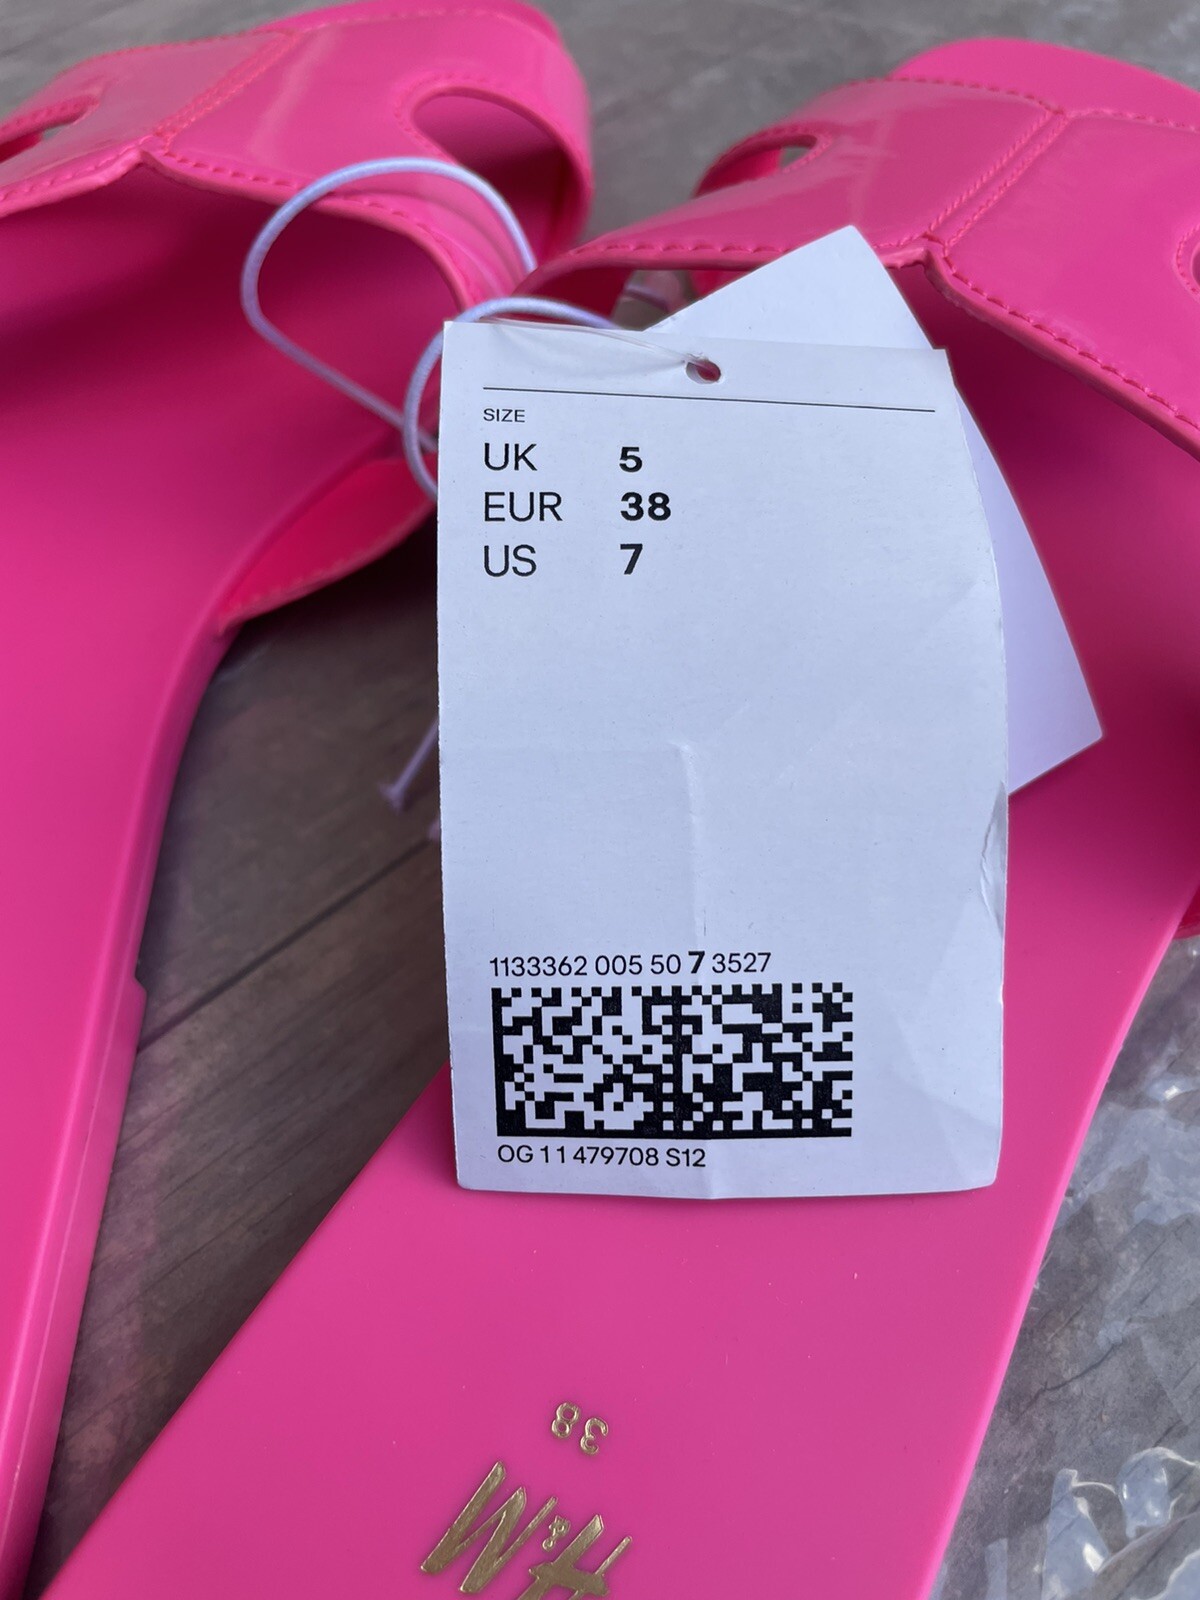 SIZE
UK 5
EUR 38
US 7
1133362 005 50 7 3527
OG 11 479708 S12
38
H&M